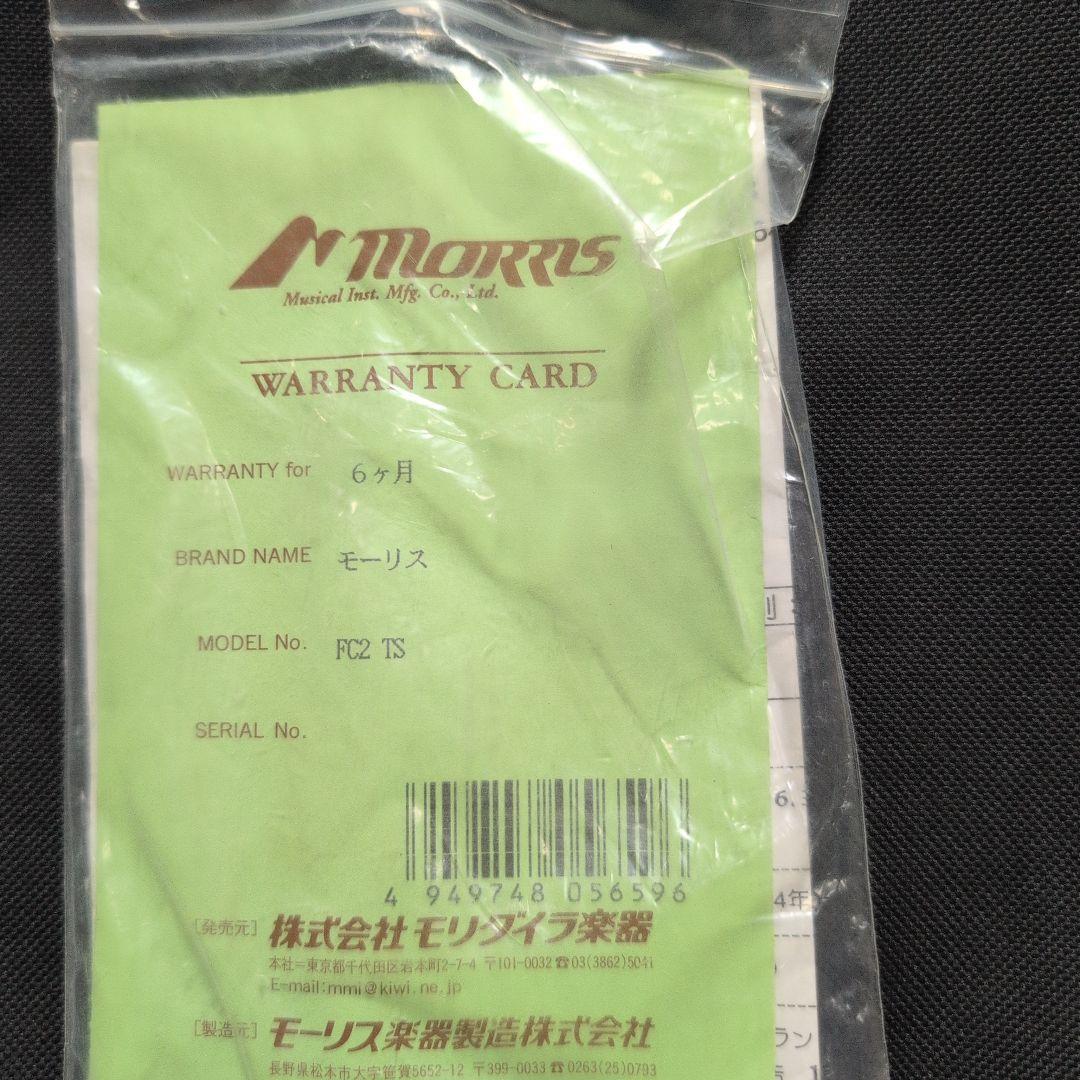 MORRIS
Musical Inst. Mfg. Co., Ltd.
WARRANTY CARD
WARRANTY for 6ヶ月
BRAND NAME モーリス
MODEL No. FC2 TS
SERIAL No.
4 949748 056596
[発売元] 株式会社 モリダイラ楽器
本社=東京都千代田区岩本町2-7-4 〒101-0032 ☎03(3862)5041
E-mail:mmi@kiwi.ne.jp
[製造元] モーリス楽器製造株式会社
長野県松本市大字笹賀5652-12 〒399-0033 ☎0263(25)0793
6.
4年
ラン